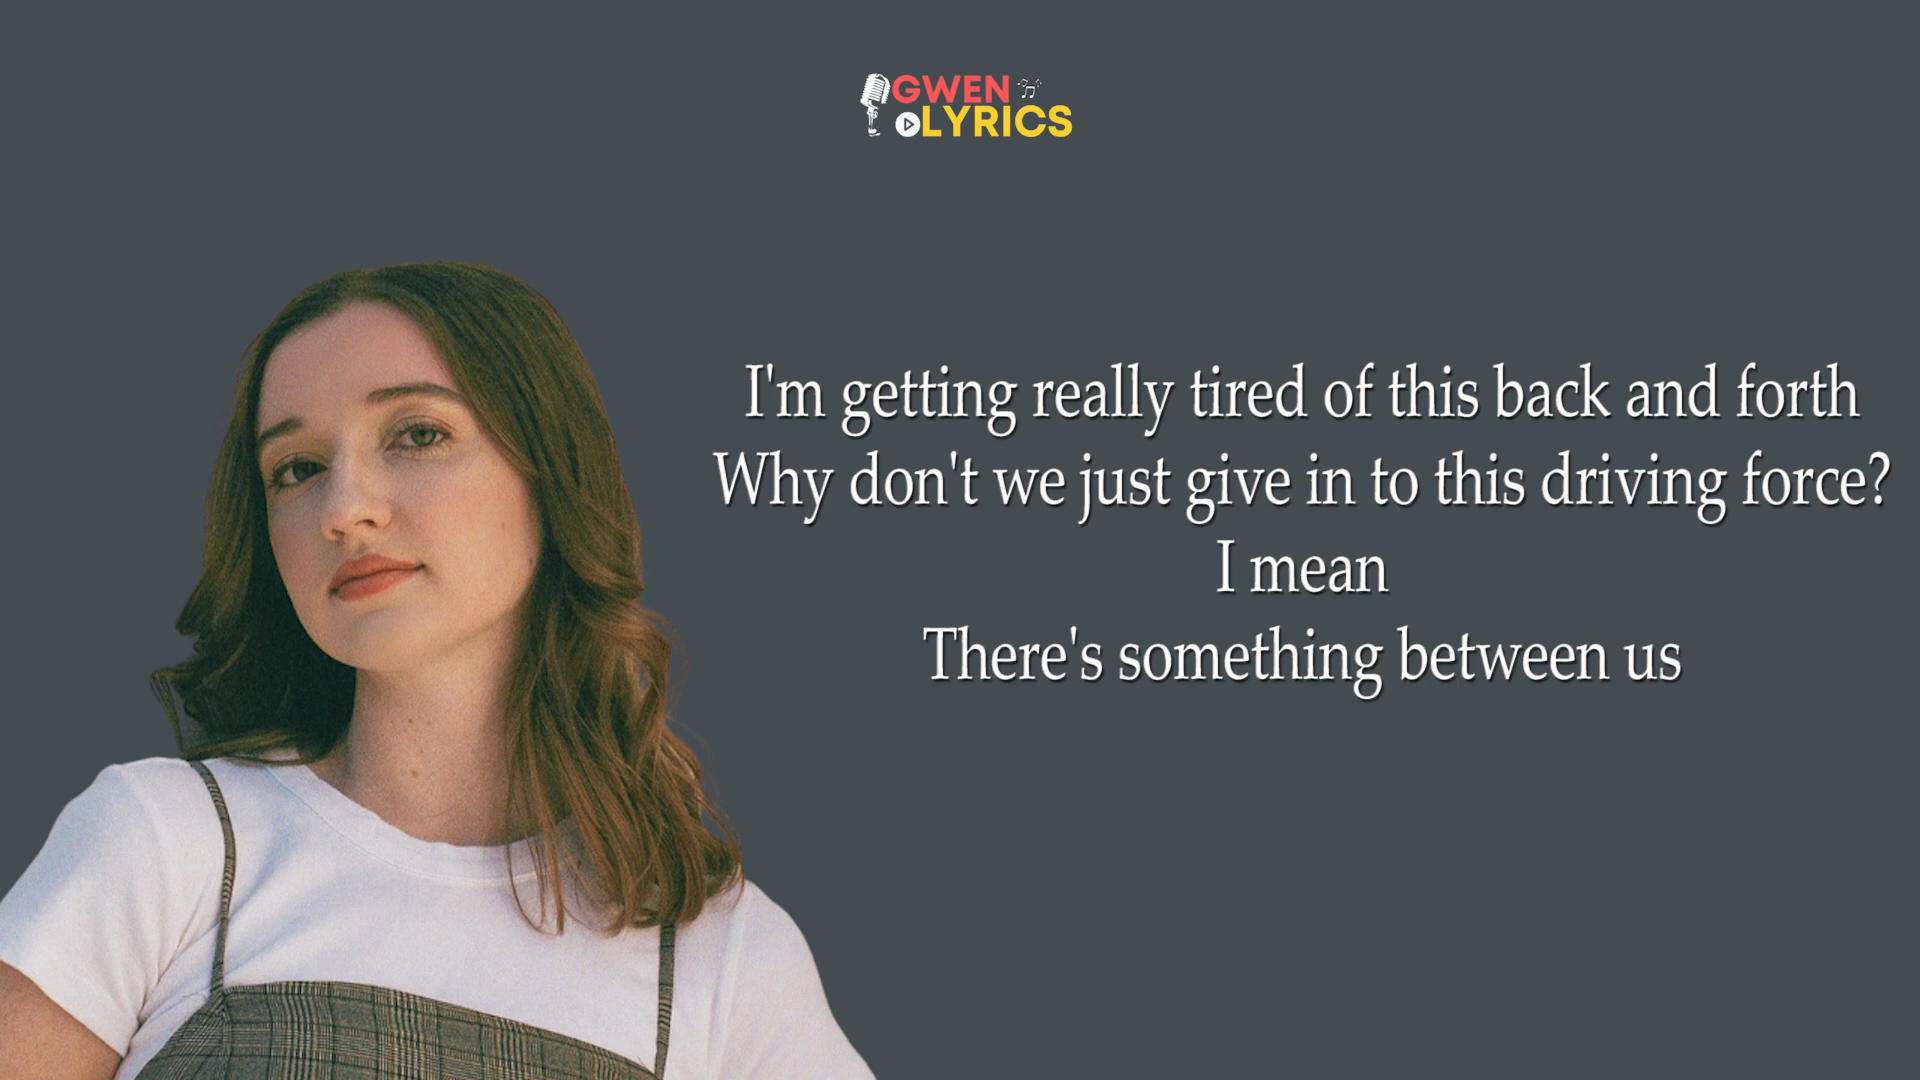 GWEN
LYRICS
I'm getting really tired of this back and forth
Why don't we just give in to this driving force?
I mean
There's something between us